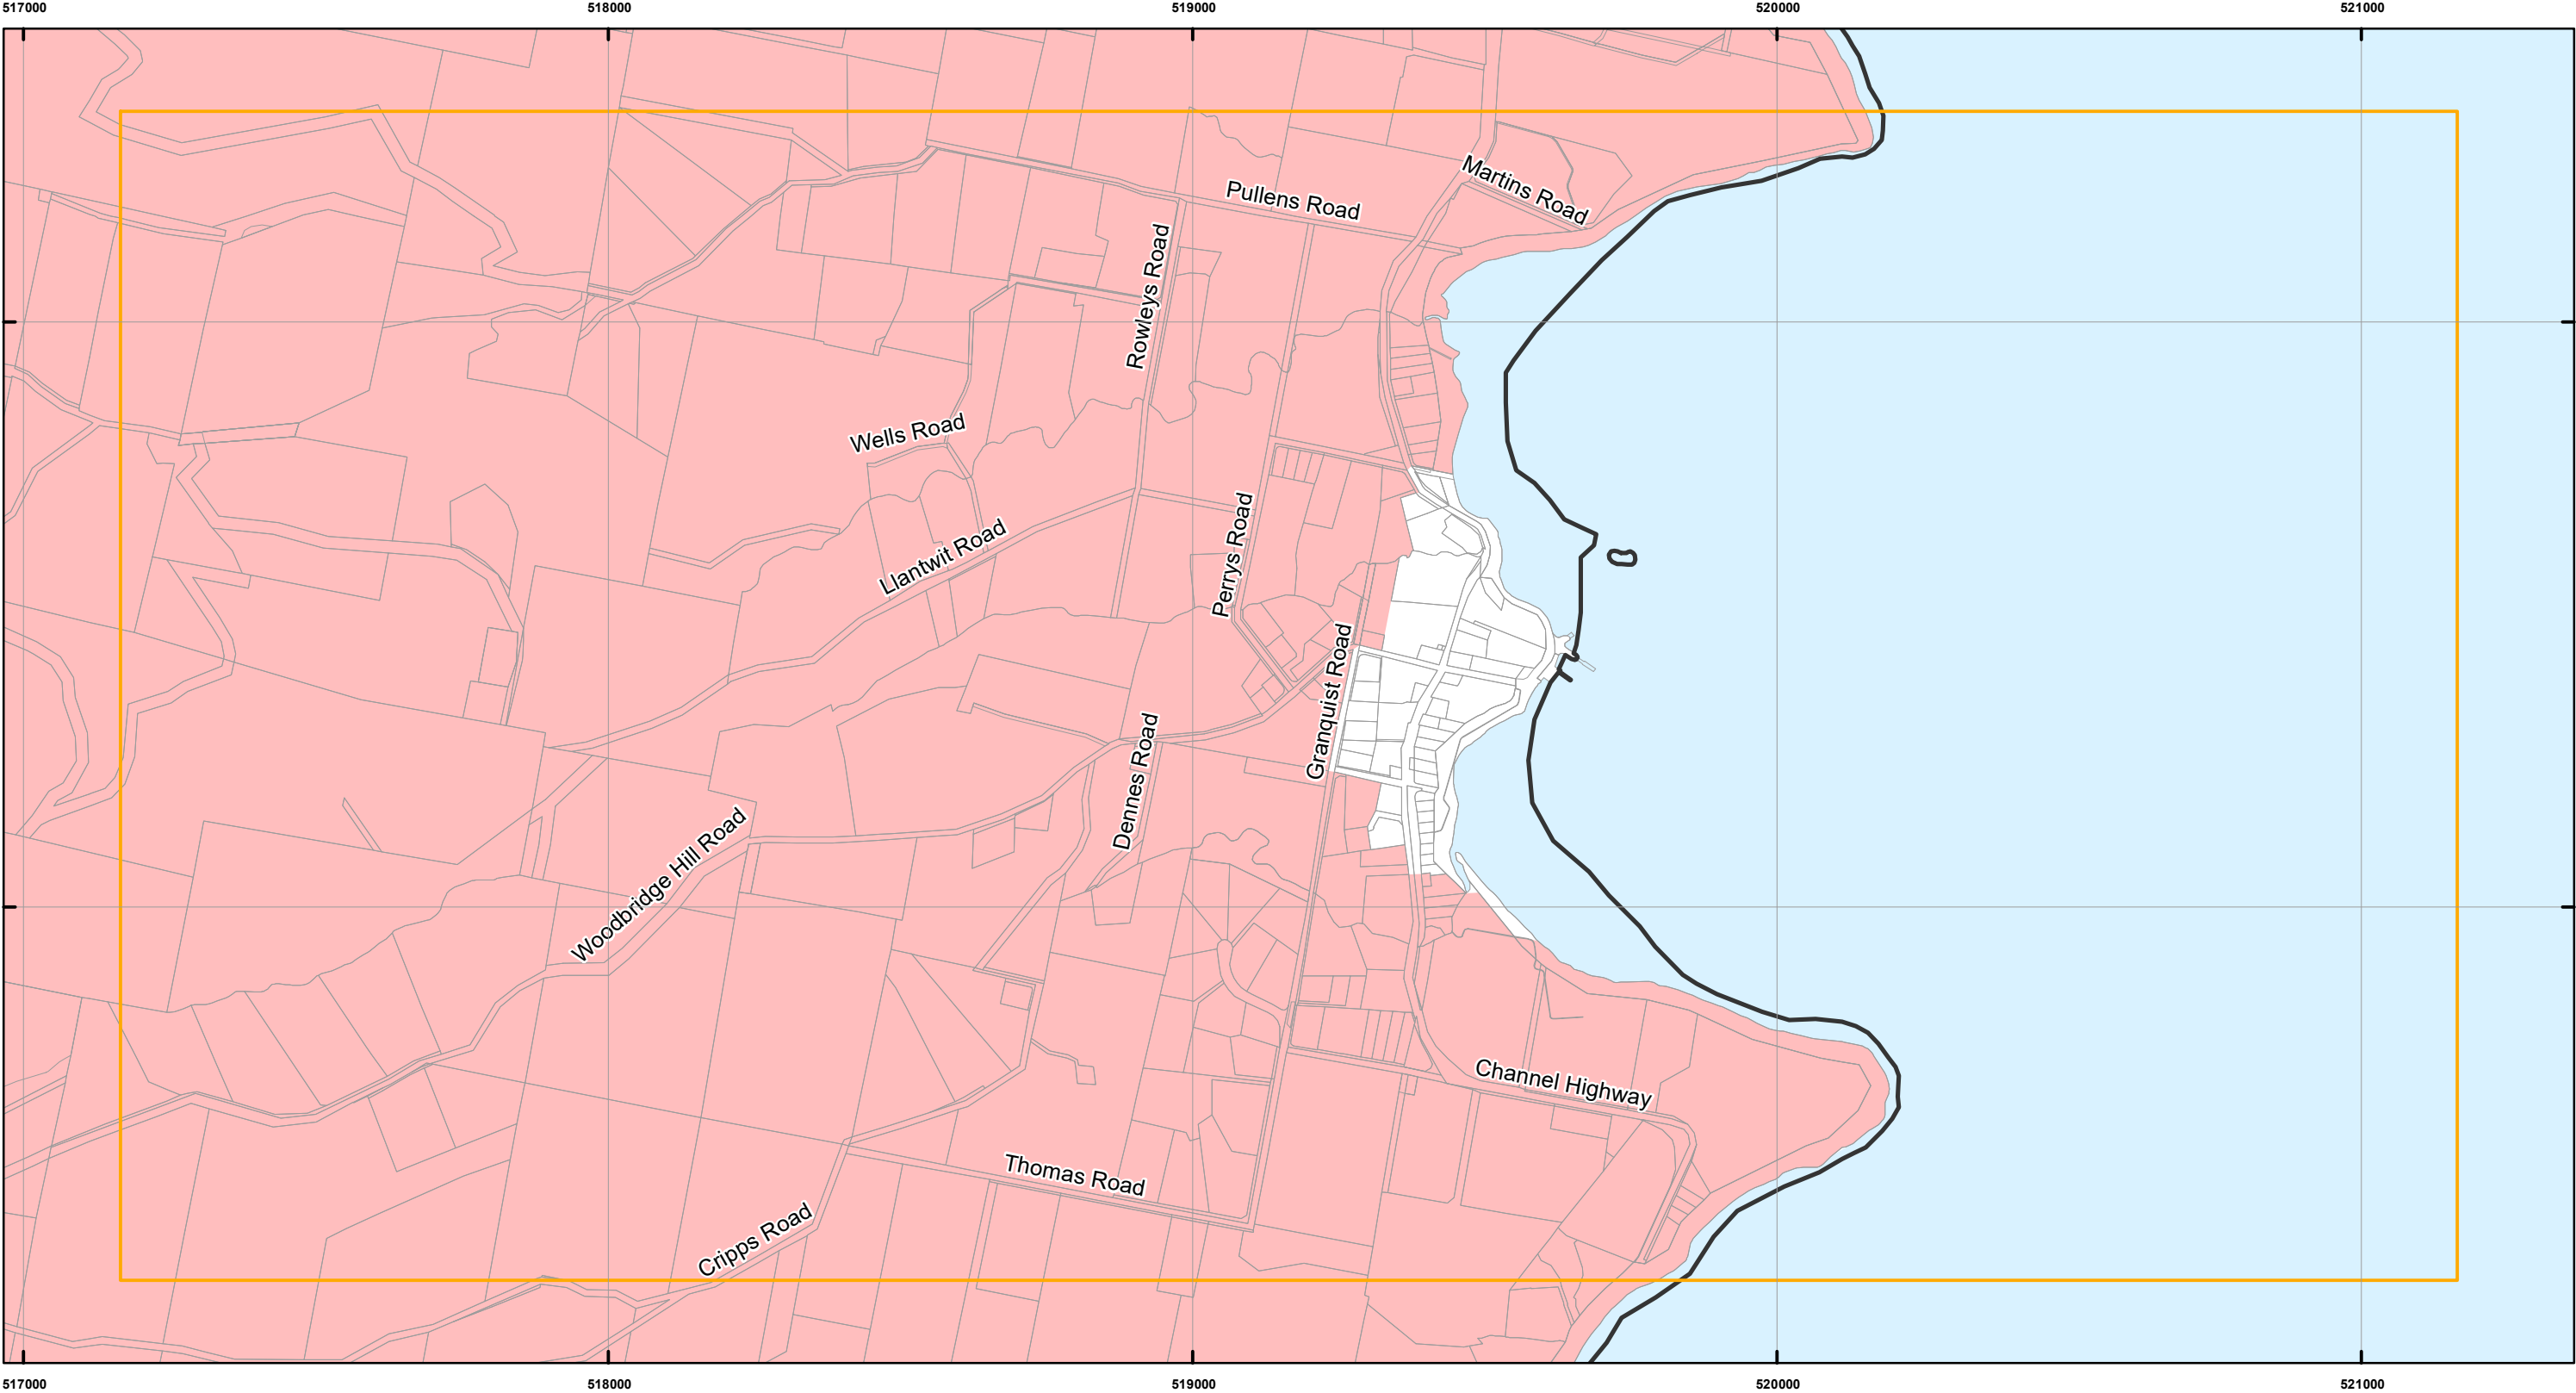 517000 518000 519000 520000 521000
Martins Road
Pullens Road
Rowleys Road
Wells Road
Perrys Road
Llantwit Road
Granquist Road
Dennes Road
Woodbridge Hill Road
Channel Highway
Thomas Road
Cripps Road
517000 518000 519000 520000 521000